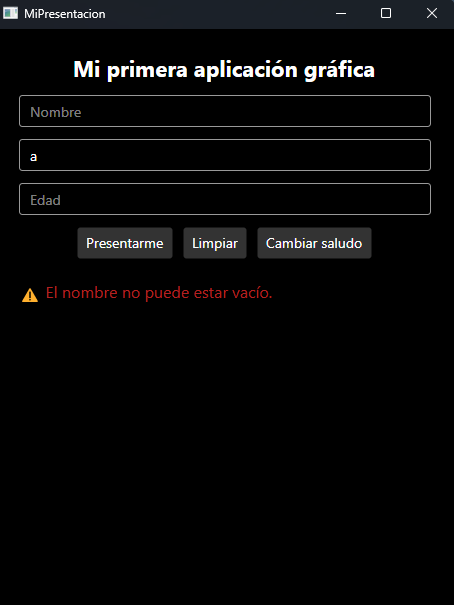 MiPresentacion
Mi primera aplicación gráfica
Nombre
a
Edad
Presentarme Limpiar Cambiar saludo
El nombre no puede estar vacío.